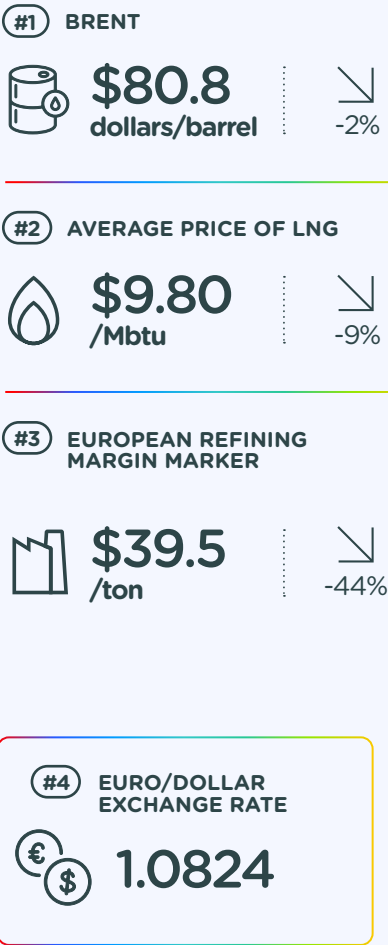 #1 BRENT
$80.8
dollars/barrel
-2%
#2 AVERAGE PRICE OF LNG
$9.80
/Mbtu
-9%
#3 EUROPEAN REFINING
MARGIN MARKER
$39.5
/ton
-44%
#4 EURO/DOLLAR
EXCHANGE RATE
€
$
1.0824